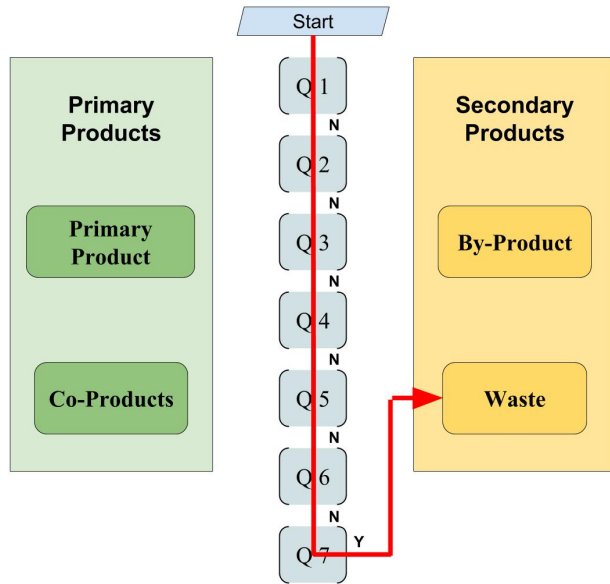 Start
Primary
Products
Primary
Product
Co-Products
Q 1
N
Q 2
N
Q 3
N
Q 4
N
Q 5
N
Q 6
N
Q 7
Y
Secondary
Products
By-Product
Waste